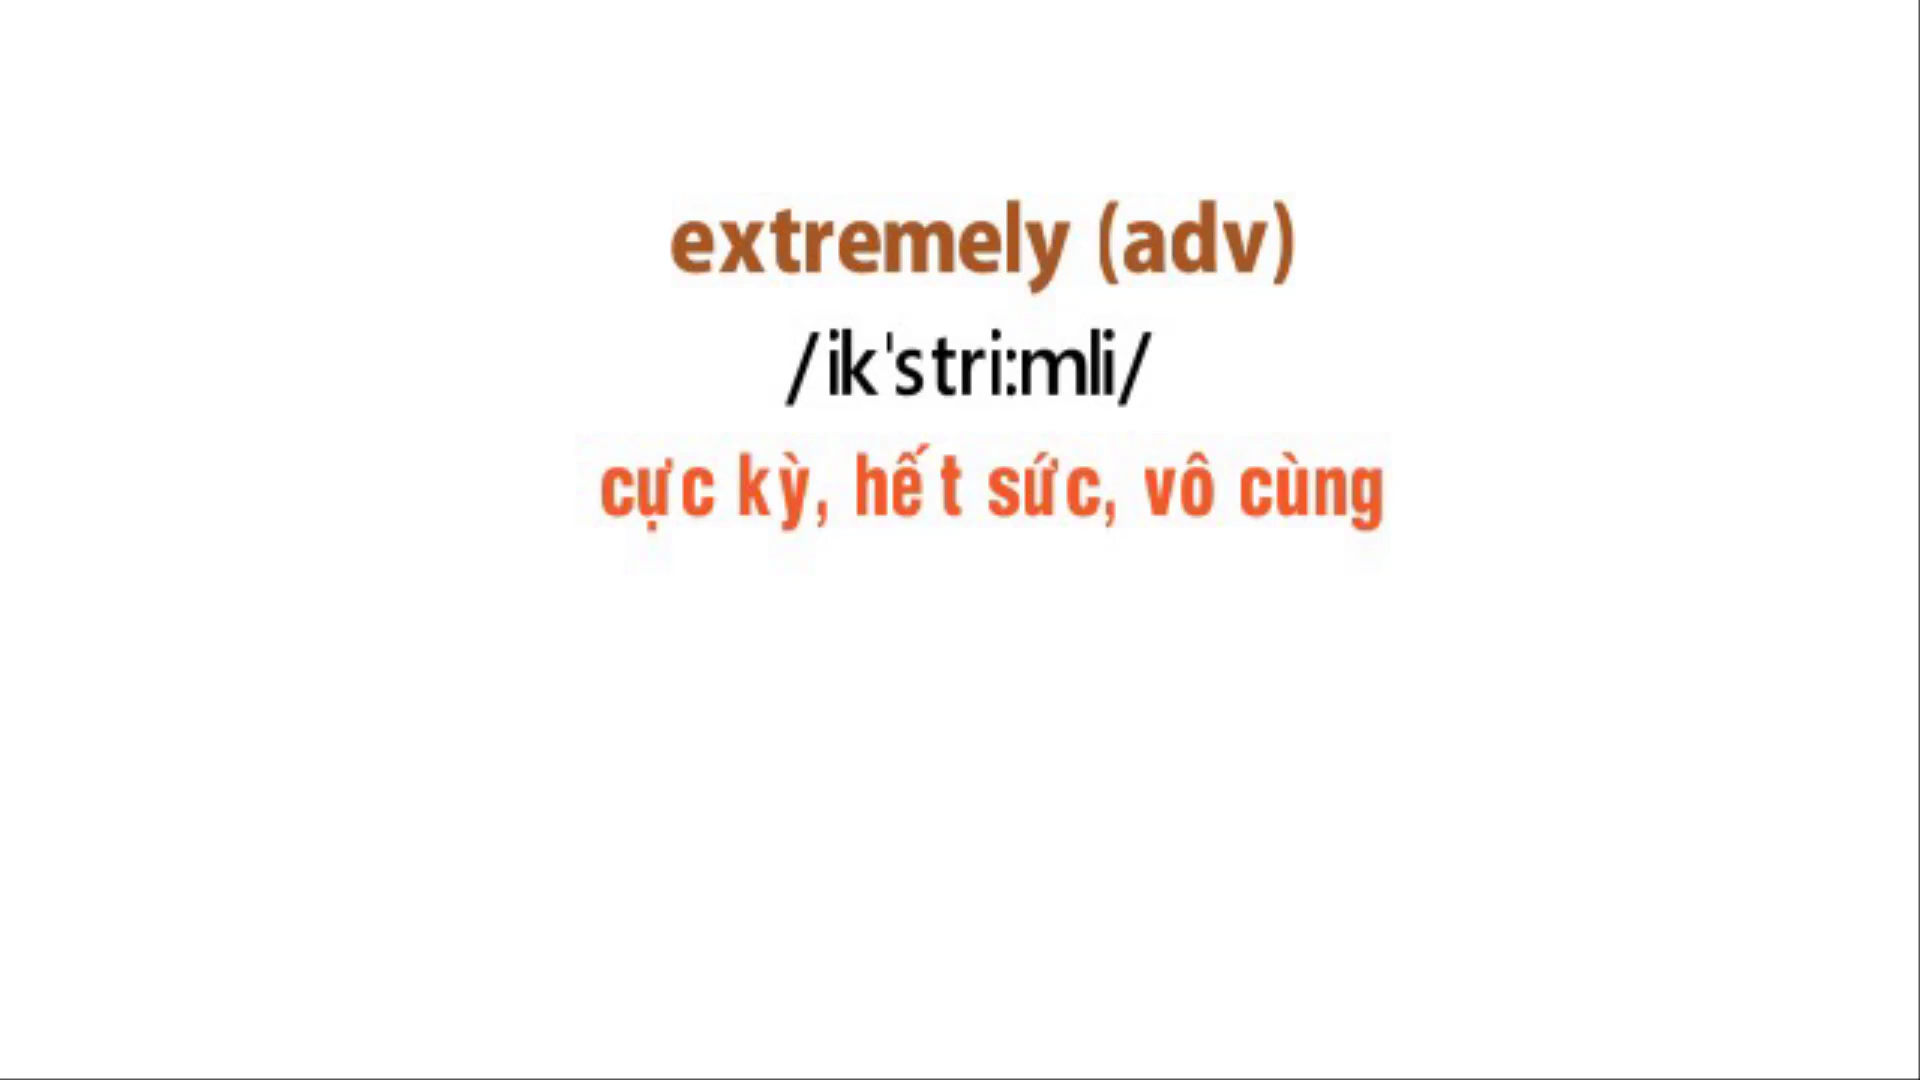 extremely (adv)
/ik'stri:mli/
cực kỳ, hết sức, vô cùng